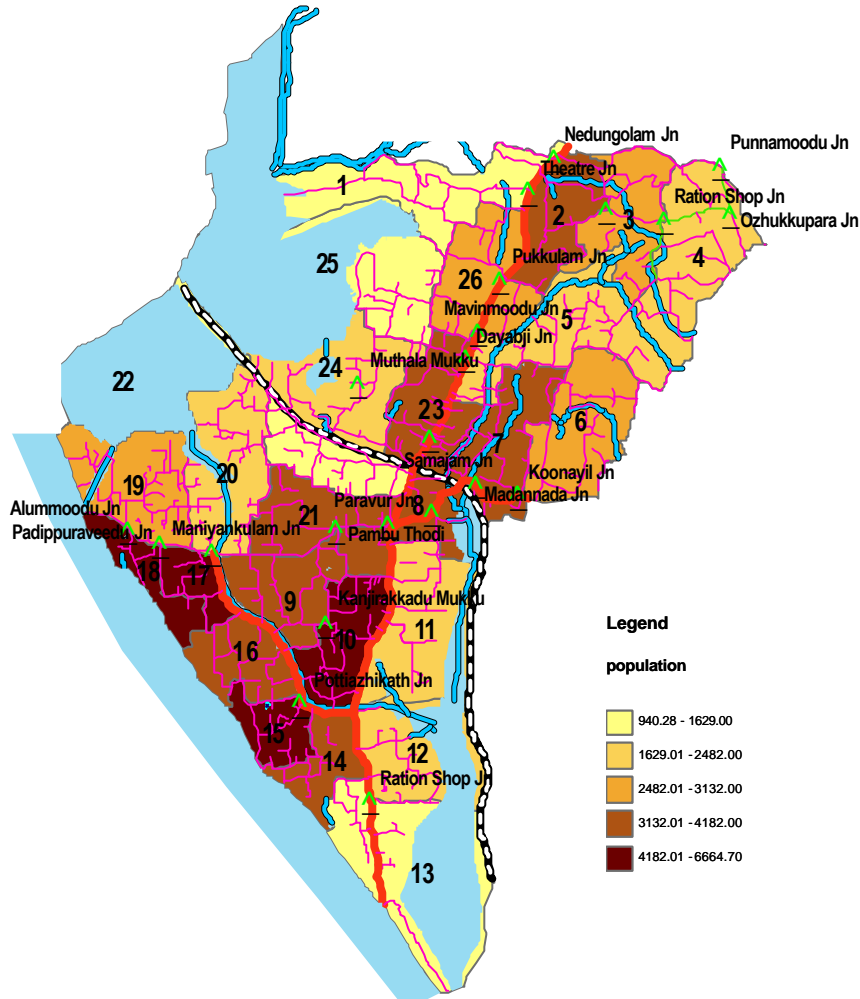 Nedungolam Jn
Punnamoodu Jn
Theatre Jn
1
2
3
Ration Shop Jn
Ozhukkupara Jn
4
25
26
Pukkulam Jn
Mavinmoodu Jn
5
Dayabji Jn
24
Muthala Mukku
22
23
6
7
Samajam Jn
20
19
Koonayil Jn
Madannada Jn
Alummoodu Jn
Padippuraveedu Jn
Maniyankulam Jn
21
Paravur Jn
8
Pambu Thodi
18
17
9
Kanjirakkadu Mukku
10
11
16
Pottiazhikath Jn
15
14
12
Ration Shop Jn
13
Legend
population
940.28 - 1629.00
1629.01 - 2482.00
2482.01 - 3132.00
3132.01 - 4182.00
4182.01 - 6664.70